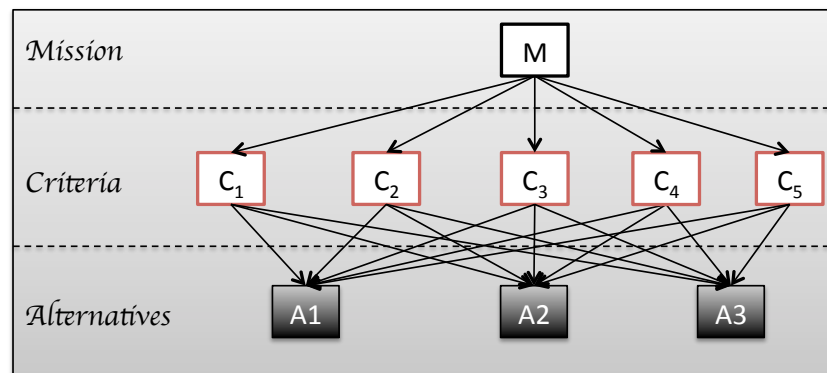 Mission
M
Criteria
C₁ C₂ C₃ C₄ C₅
Alternatives
A1 A2 A3